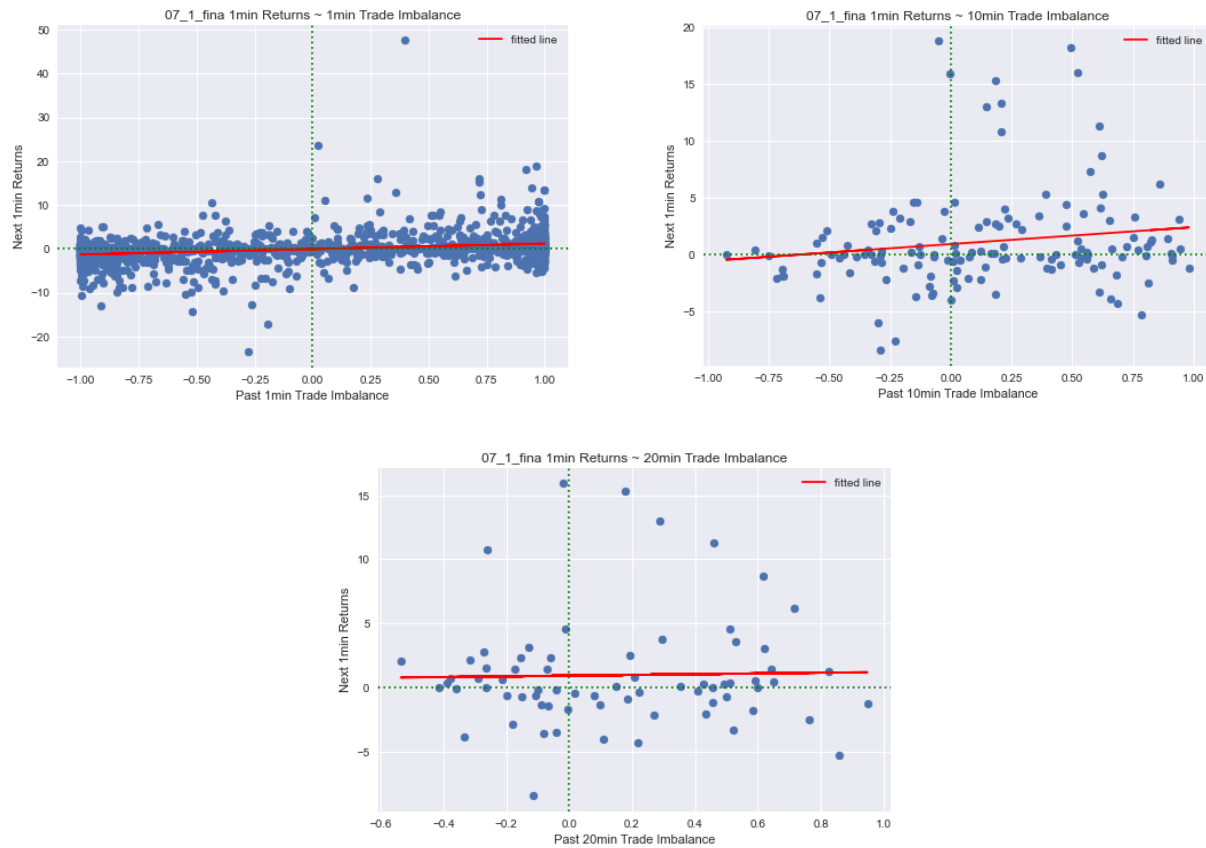 07_1_fina 1min Returns ~ 1min Trade Imbalance
50
40
30
20
10
0
−10
−20
Next 1min Returns
fitted line
−1.00 −0.75 −0.50 −0.25 0.00 0.25 0.50 0.75 1.00
Past 1min Trade Imbalance
07_1_fina 1min Returns ~ 10min Trade Imbalance
20
15
10
5
0
−5
Next 1min Returns
fitted line
−1.00 −0.75 −0.50 −0.25 0.00 0.25 0.50 0.75 1.00
Past 10min Trade Imbalance
07_1_fina 1min Returns ~ 20min Trade Imbalance
15
10
5
0
−5
Next 1min Returns
fitted line
−0.6 −0.4 −0.2 0.0 0.2 0.4 0.6 0.8 1.0
Past 20min Trade Imbalance